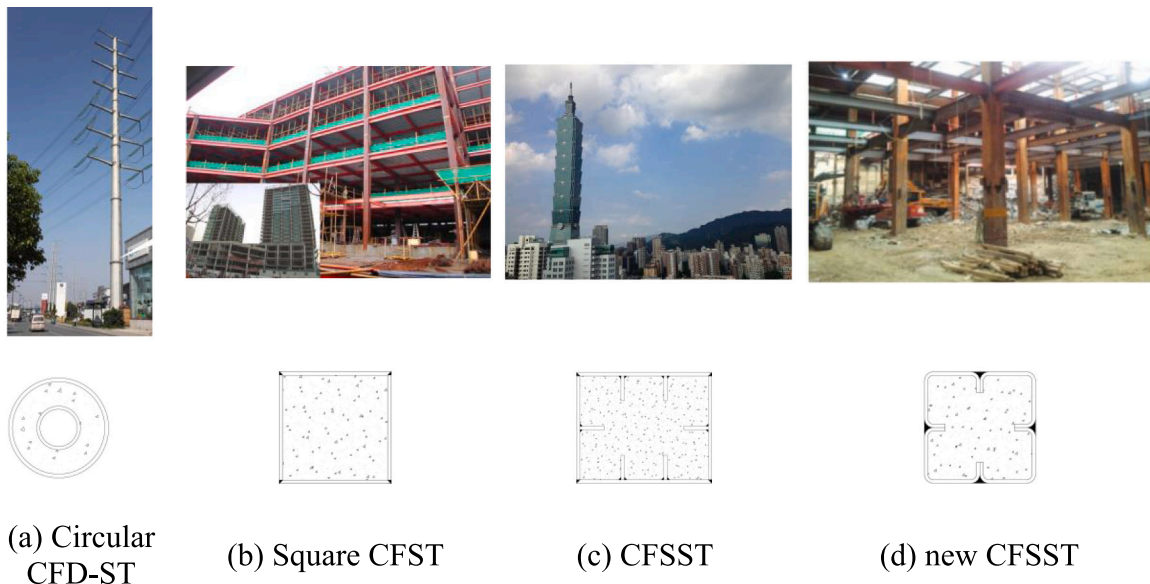 (a) Circular
CFD-ST
(b) Square CFST
(c) CFSST
(d) new CFSST